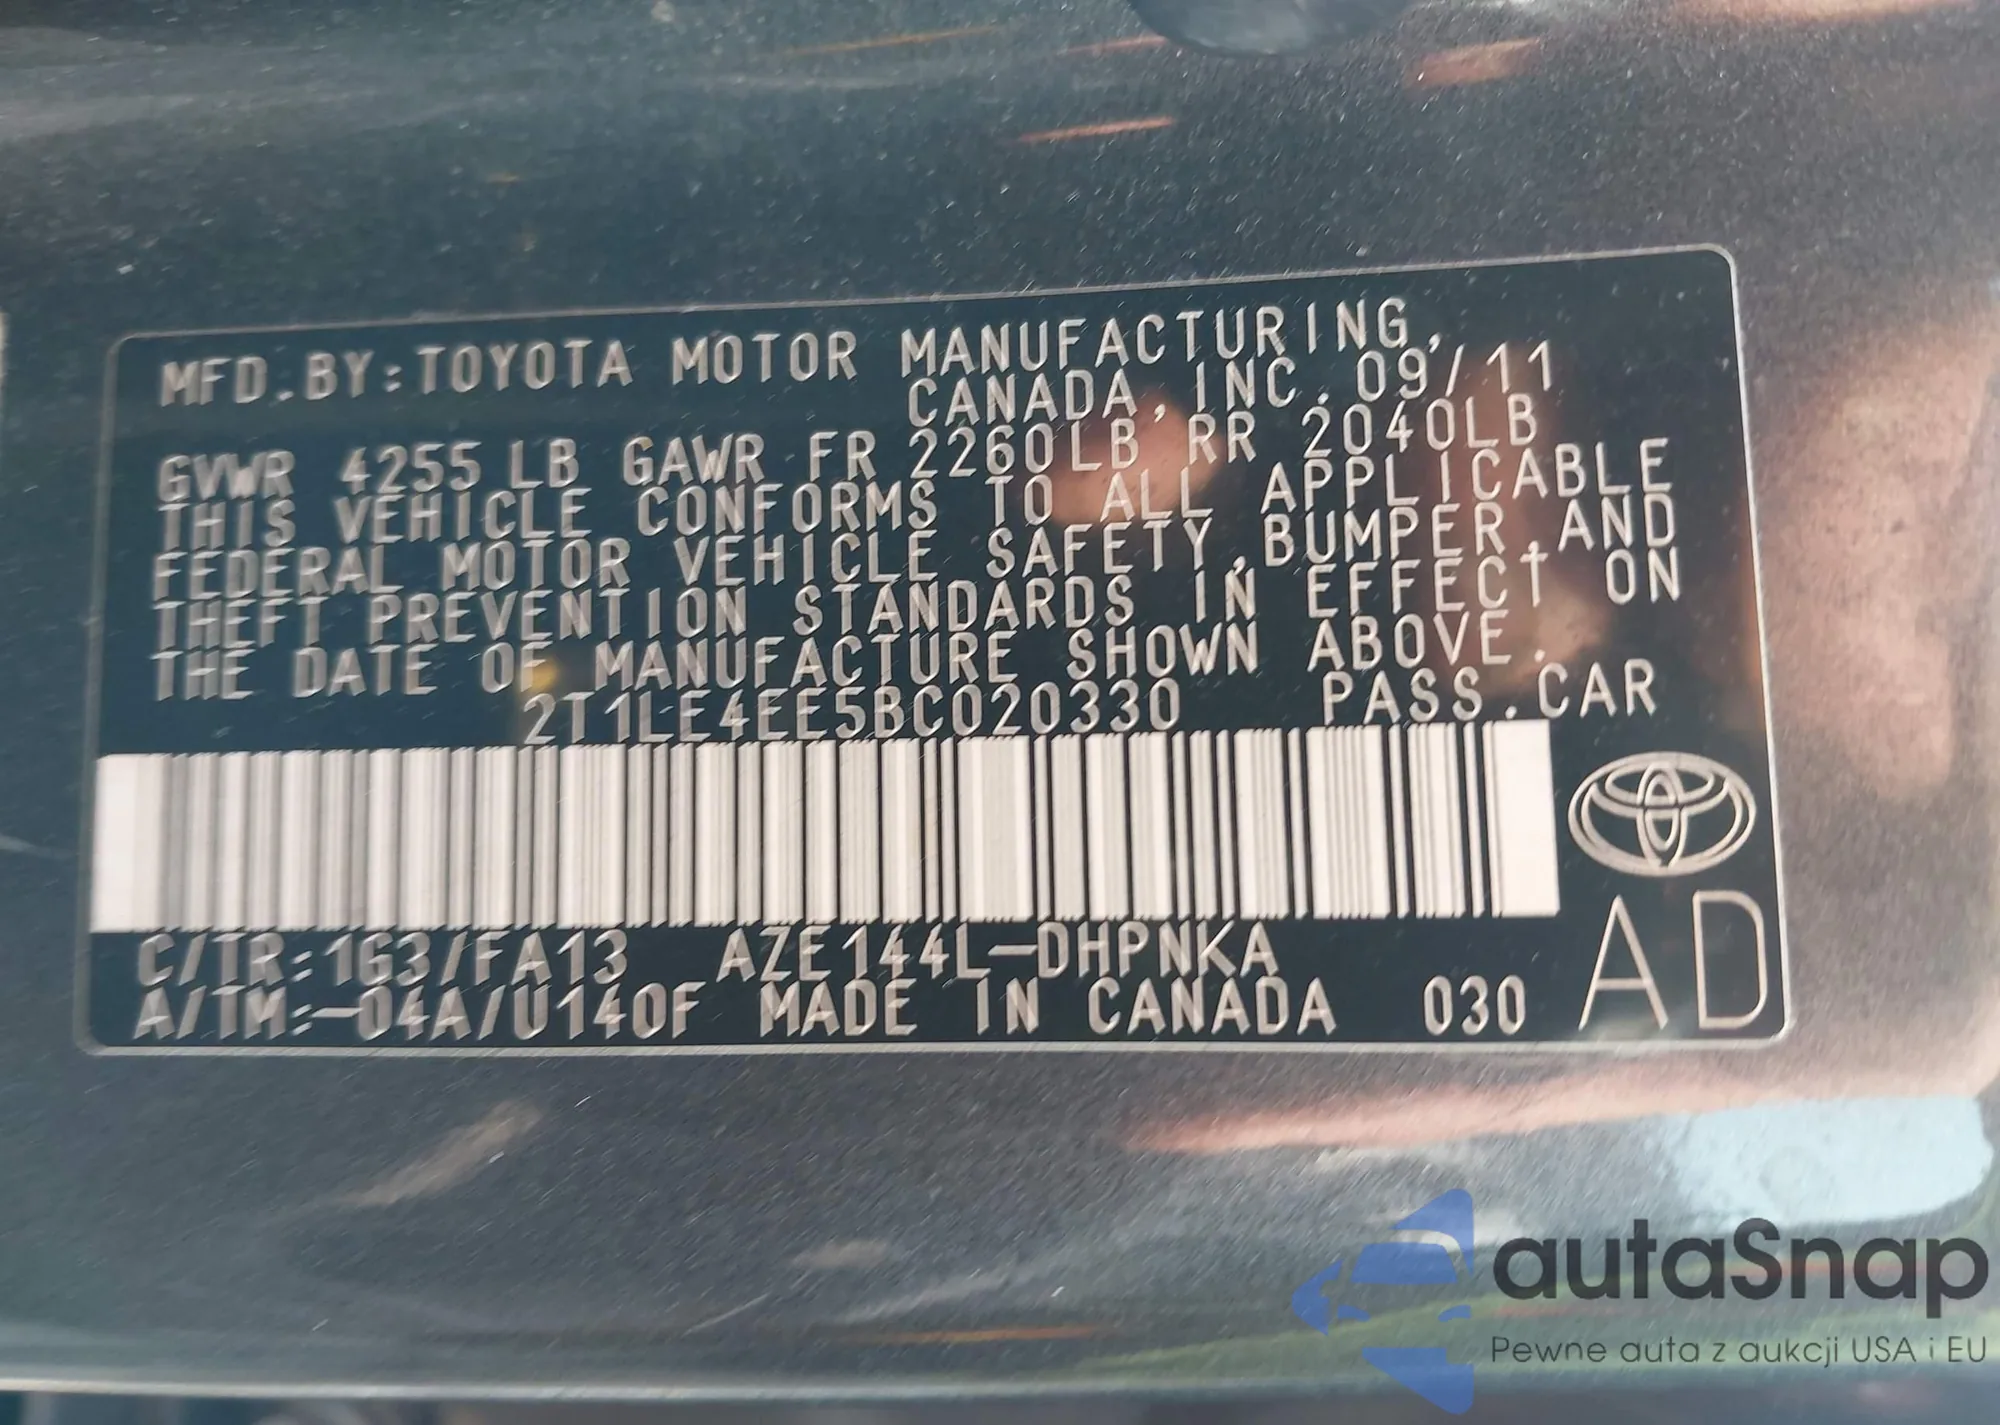 MFD.BY:TOYOTA MOTOR MANUFACTURING,
CANADA, INC. 09/11
GVWR 4255 LB GAWR FR 2260LB RR 2040LB
THIS VEHICLE CONFORMS TO ALL APPLICABLE
FEDERAL MOTOR VEHICLE SAFETY,BUMPER,AND
THEFT PREVENTION STANDARDS IN EFFECT ON
THE DATE OF MANUFACTURE SHOWN ABOVE.
2T1LE4EE5BC020330 PASS.CAR
C/TR:1G3/FA13 AZE144L-DHPNKA
A/TM:-04A/U140F MADE IN CANADA 030
AD
autaSnap
Pewne auta z aukcji USA i EU